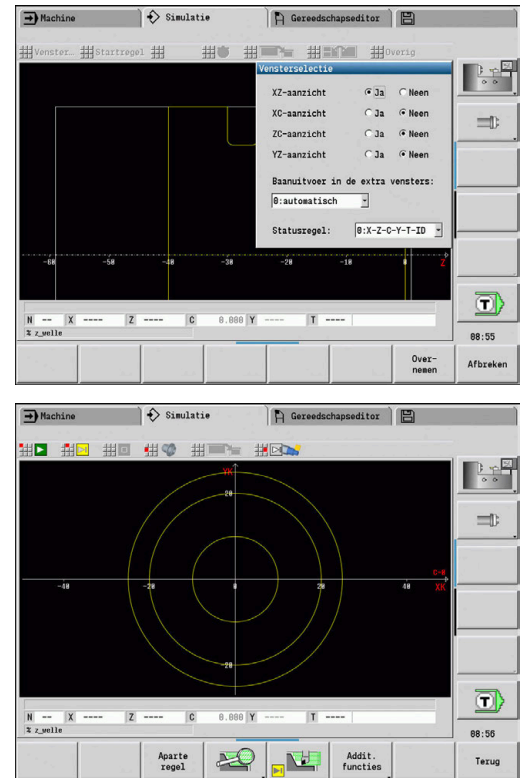 Machine Simulatie Gereedschapseditor
Venster… Startregel Overig
Vensterselectie
XZ-aanzicht Ja Neen
XC-aanzicht Ja Neen
ZC-aanzicht Ja Neen
YZ-aanzicht Ja Neen
Baanuitvoer in de extra vensters:
0:automatisch
Statusregel: 0:X-Z-C-Y-T-ID
-60 -50 -40 -30 -20 -10 0 Z
N -- X ---- Z ---- C 0.000 Y ---- T ----
% z_welle
T
08:55
Over-
nemen
Afbreken
Machine Simulatie Gereedschapseditor
YK
20
C-0
-40 -20 0 20 40 XK
-20
N -- X ---- Z ---- C 0.000 Y ---- T ----
% z_welle
T
08:56
Aparte
regel
Addit.
functies
Terug